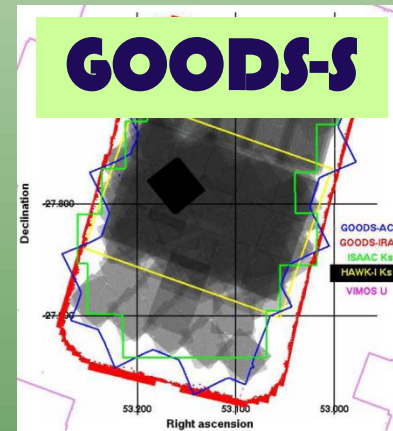 GOODS-S
Declination
-27.800
GOODS-AC
GOODS-IRA
ISAAC Ks
HAWK-I Ks
VIMOS U
53.200
53.100
53.000
Right ascension